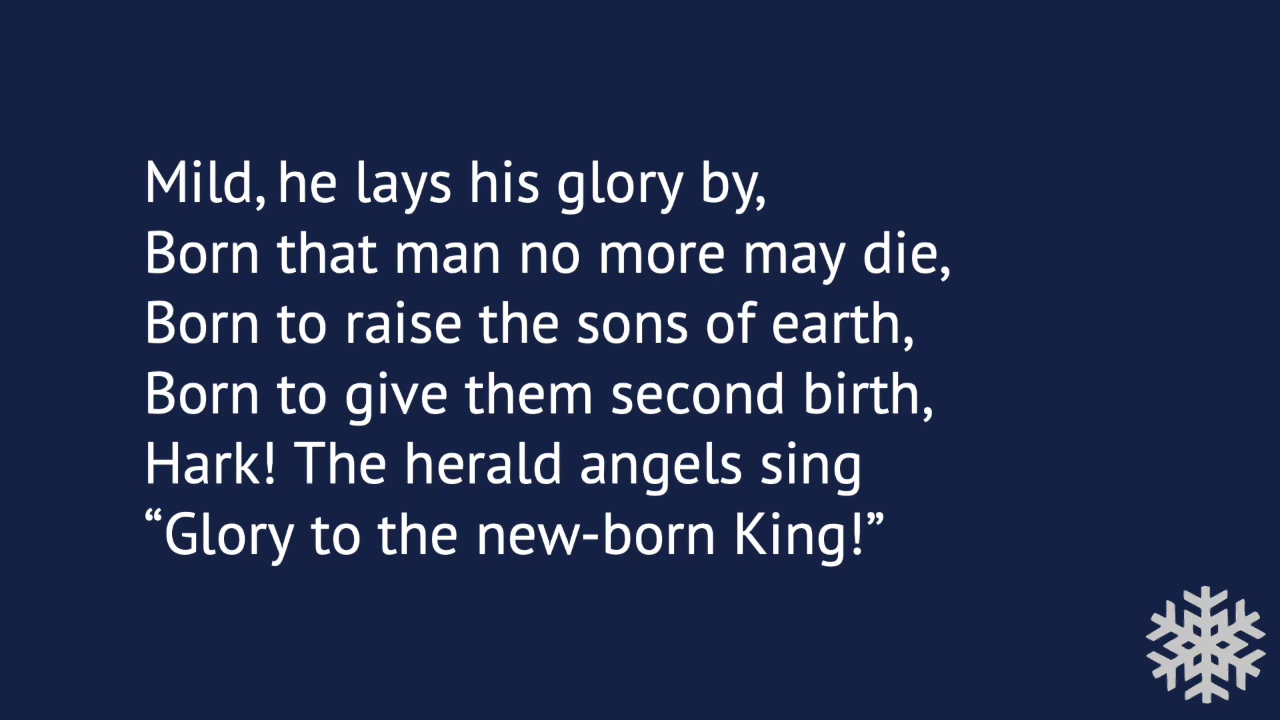 Mild, he lays his glory by,
Born that man no more may die,
Born to raise the sons of earth,
Born to give them second birth,
Hark! The herald angels sing
“Glory to the new-born King!”